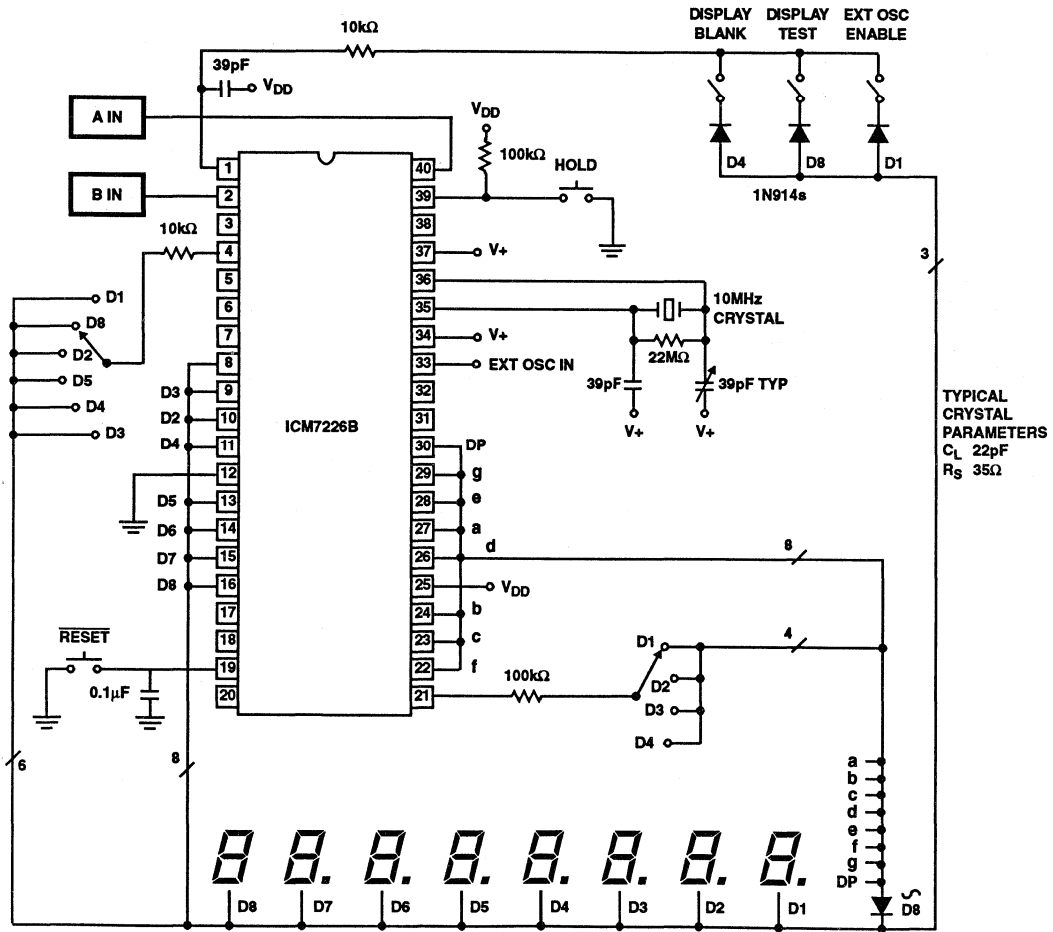 DISPLAY BLANK
DISPLAY TEST
EXT OSC ENABLE
10kΩ
39pF
VDD
A IN
B IN
VDD
100kΩ
HOLD
D4
D8
D1
1N914s
10kΩ
3
V+
D1
D8
D2
D5
D4
D3
10MHz
CRYSTAL
22MΩ
39pF
39pF TYP
V+
V+
V+
EXT OSC IN
TYPICAL
CRYSTAL
PARAMETERS
CL 22pF
RS 35Ω
ICM7226B
1
2
3
4
5
6
7
8
9
10
11
12
13
14
15
16
17
18
19
20
40
39
38
37
36
35
34
33
32
31
30
29
28
27
26
25
24
23
22
21
D3
D2
D4
D5
D6
D7
D8
DP
g
e
a
d
VDD
b
c
f
8
4
RESET
0.1μF
100kΩ
D1
D2
D3
D4
6
8
a
b
c
d
e
f
g
DP
D8
D8
D7
D6
D5
D4
D3
D2
D1